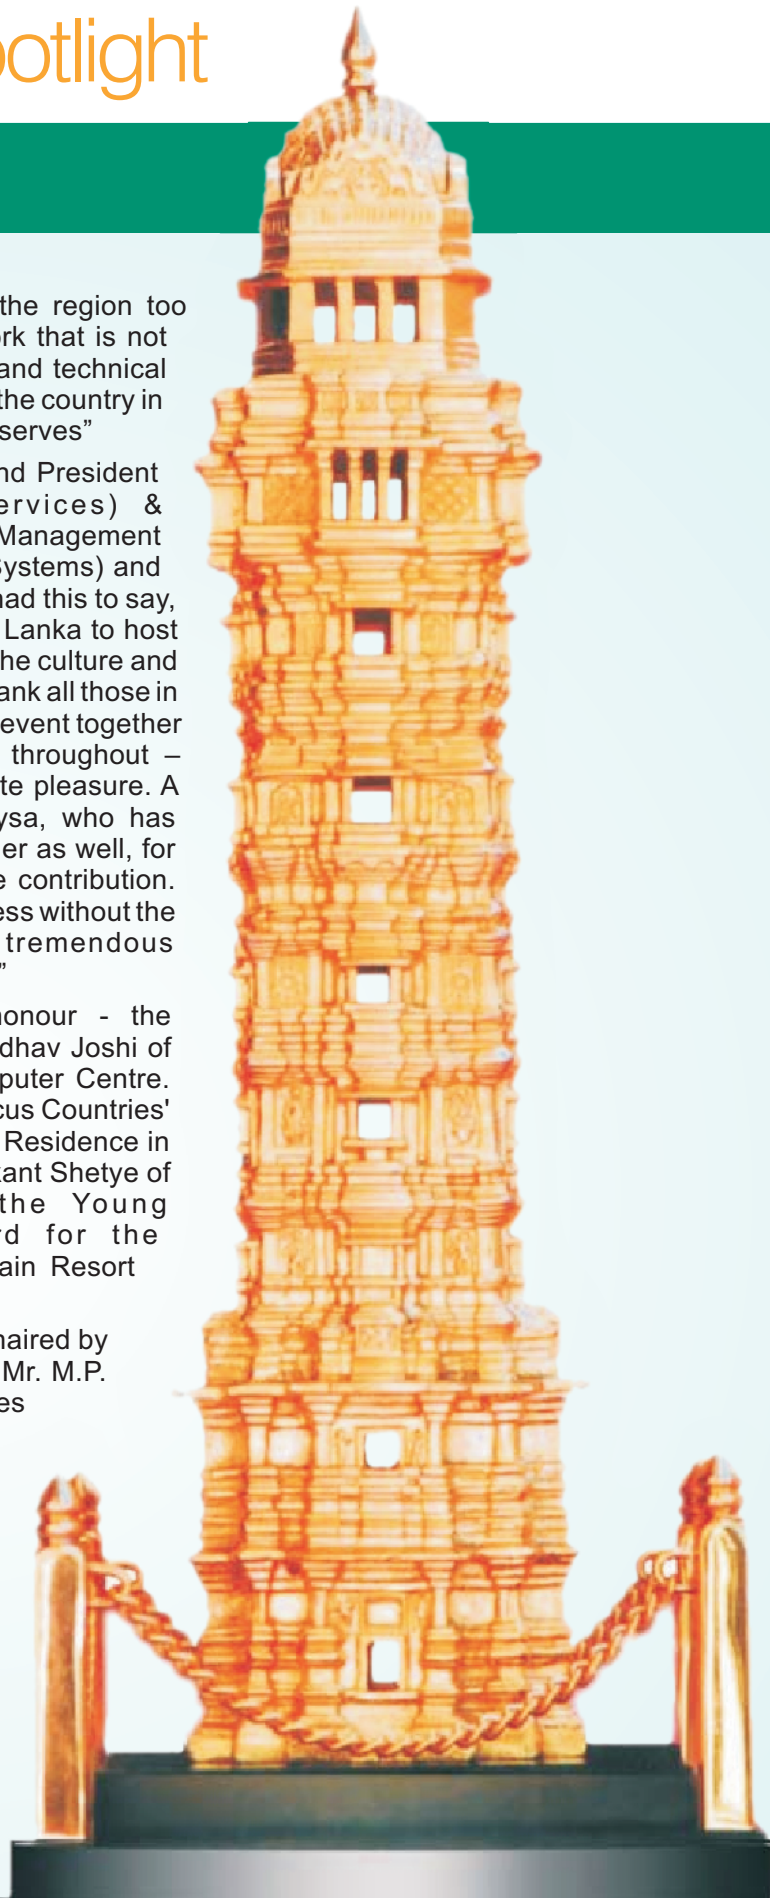 potlight
the region too
rk that is not
and technical
the country in
serves”
nd President
ervices) &
Management
Systems) and
had this to say,
Lanka to host
he culture and
ank all those in
event together
throughout –
te pleasure. A
ysa, who has
er as well, for
e contribution.
ess without the
tremendous
”
honour - the
dhav Joshi of
puter Centre.
cus Countries'
Residence in
kant Shetye of
the Young
rd for the
ain Resort
haired by
Mr. M.P.
es